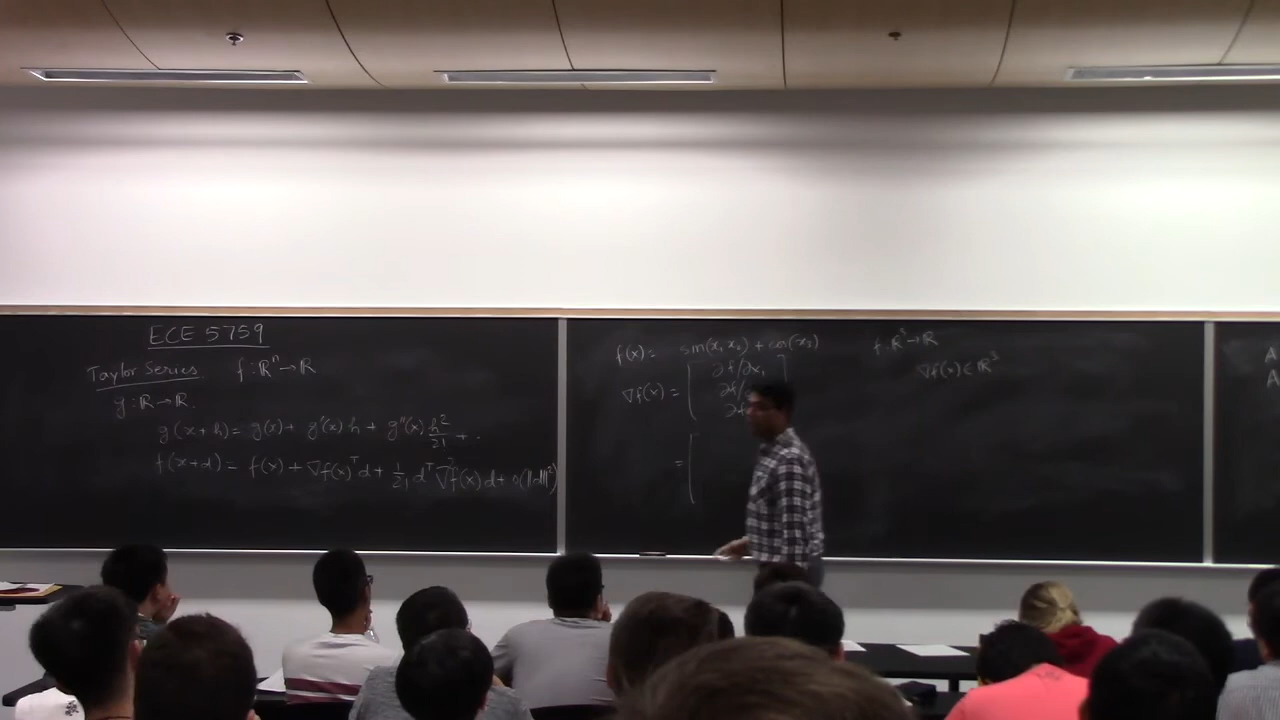 ECE 5759
Taylor Series f: ℝⁿ→ℝ
g: ℝ→ℝ.
g(x+h) = g(x) + g'(x) h + g''(x) h²/2! + .
f(x+d) = f(x) + ∇f(x)ᵀd + 1/2! dᵀ∇²f(x)d + o(‖d‖²)
f(x) = sin(x₁x₂) + cos(x₃)
f: ℝ³→ℝ
∇f(x) = [ ∂f/∂x₁
∂f/
∂f
∇f(x) ∈ ℝ³
= [
A
A